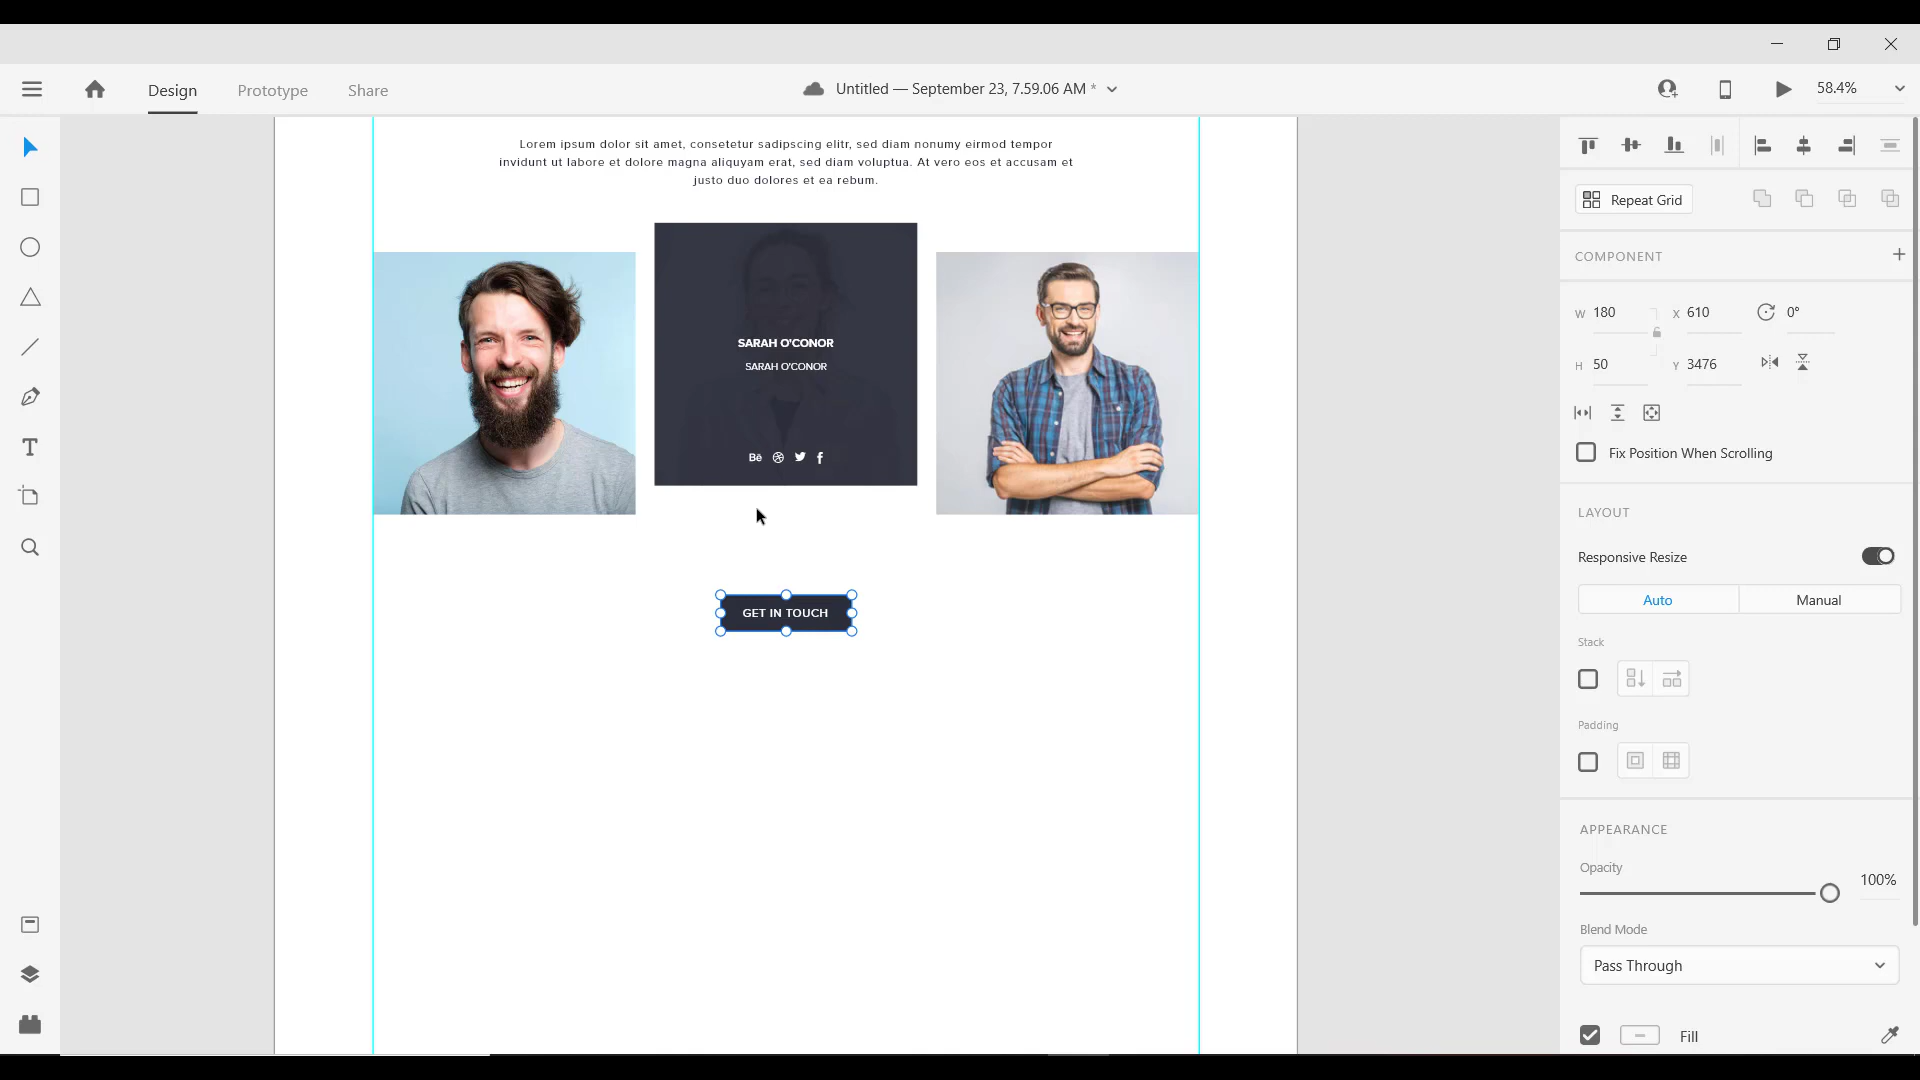 Design
Prototype
Share
Untitled — September 23, 7.59.06 AM *
58.4%
Lorem ipsum dolor sit amet, consetetur sadipscing elitr, sed diam nonumy eirmod tempor
invidunt ut labore et dolore magna aliquyam erat, sed diam voluptua. At vero eos et accusam et
justo duo dolores et ea rebum.
SARAH O'CONOR
SARAH O'CONOR
Bē
GET IN TOUCH
Repeat Grid
COMPONENT
W 180
X 610
0°
H 50
Y 3476
Fix Position When Scrolling
LAYOUT
Responsive Resize
Auto
Manual
Stack
Padding
APPEARANCE
Opacity
100%
Blend Mode
Pass Through
Fill